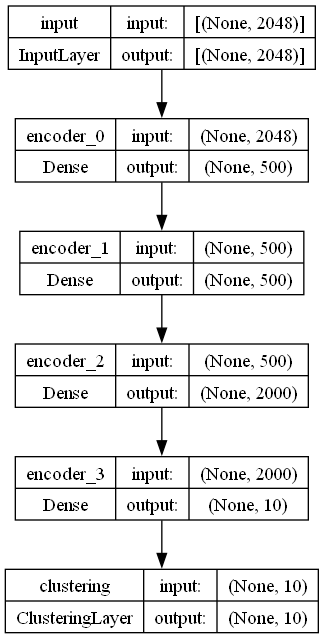 input input: [(None, 2048)]
InputLayer output: [(None, 2048)]
encoder_0 input: (None, 2048)
Dense output: (None, 500)
encoder_1 input: (None, 500)
Dense output: (None, 500)
encoder_2 input: (None, 500)
Dense output: (None, 2000)
encoder_3 input: (None, 2000)
Dense output: (None, 10)
clustering input: (None, 10)
ClusteringLayer output: (None, 10)